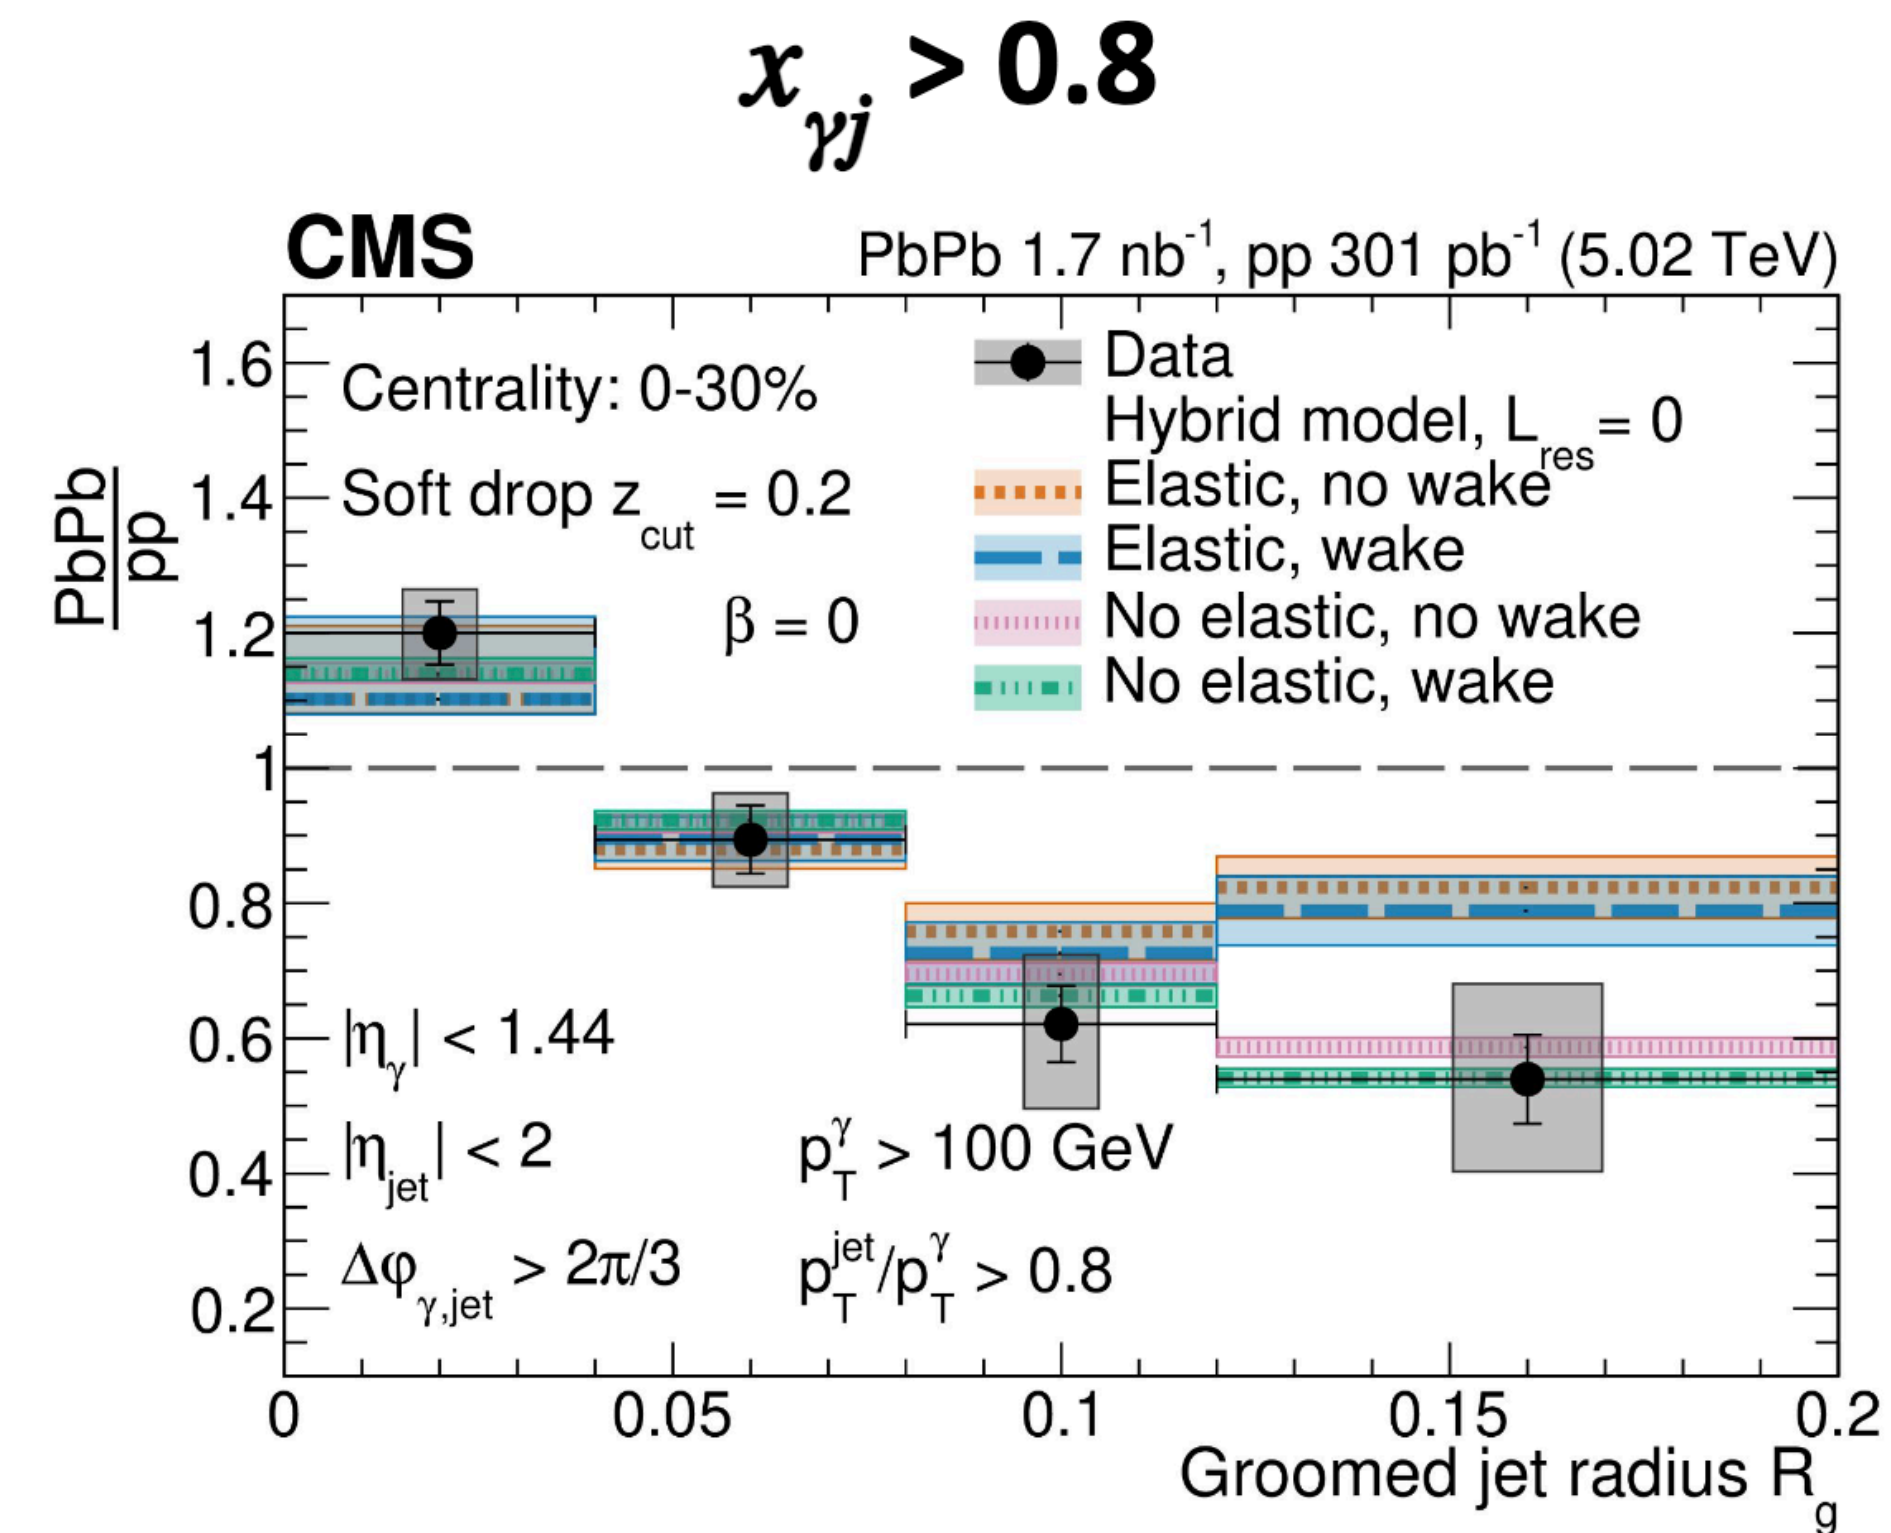 xγj > 0.8
CMS
PbPb 1.7 nb⁻¹, pp 301 pb⁻¹ (5.02 TeV)
PbPb
pp
1.6
1.4
1.2
1
0.8
0.6
0.4
0.2
Centrality: 0-30%
Soft drop z_cut = 0.2
β = 0
Data
Hybrid model, L_res = 0
Elastic, no wake
Elastic, wake
No elastic, no wake
No elastic, wake
|η_γ| < 1.44
|η_jet| < 2
Δφ_γ,jet > 2π/3
p_T^γ > 100 GeV
p_T^jet/p_T^γ > 0.8
0 0.05 0.1 0.15 0.2
Groomed jet radius R_g